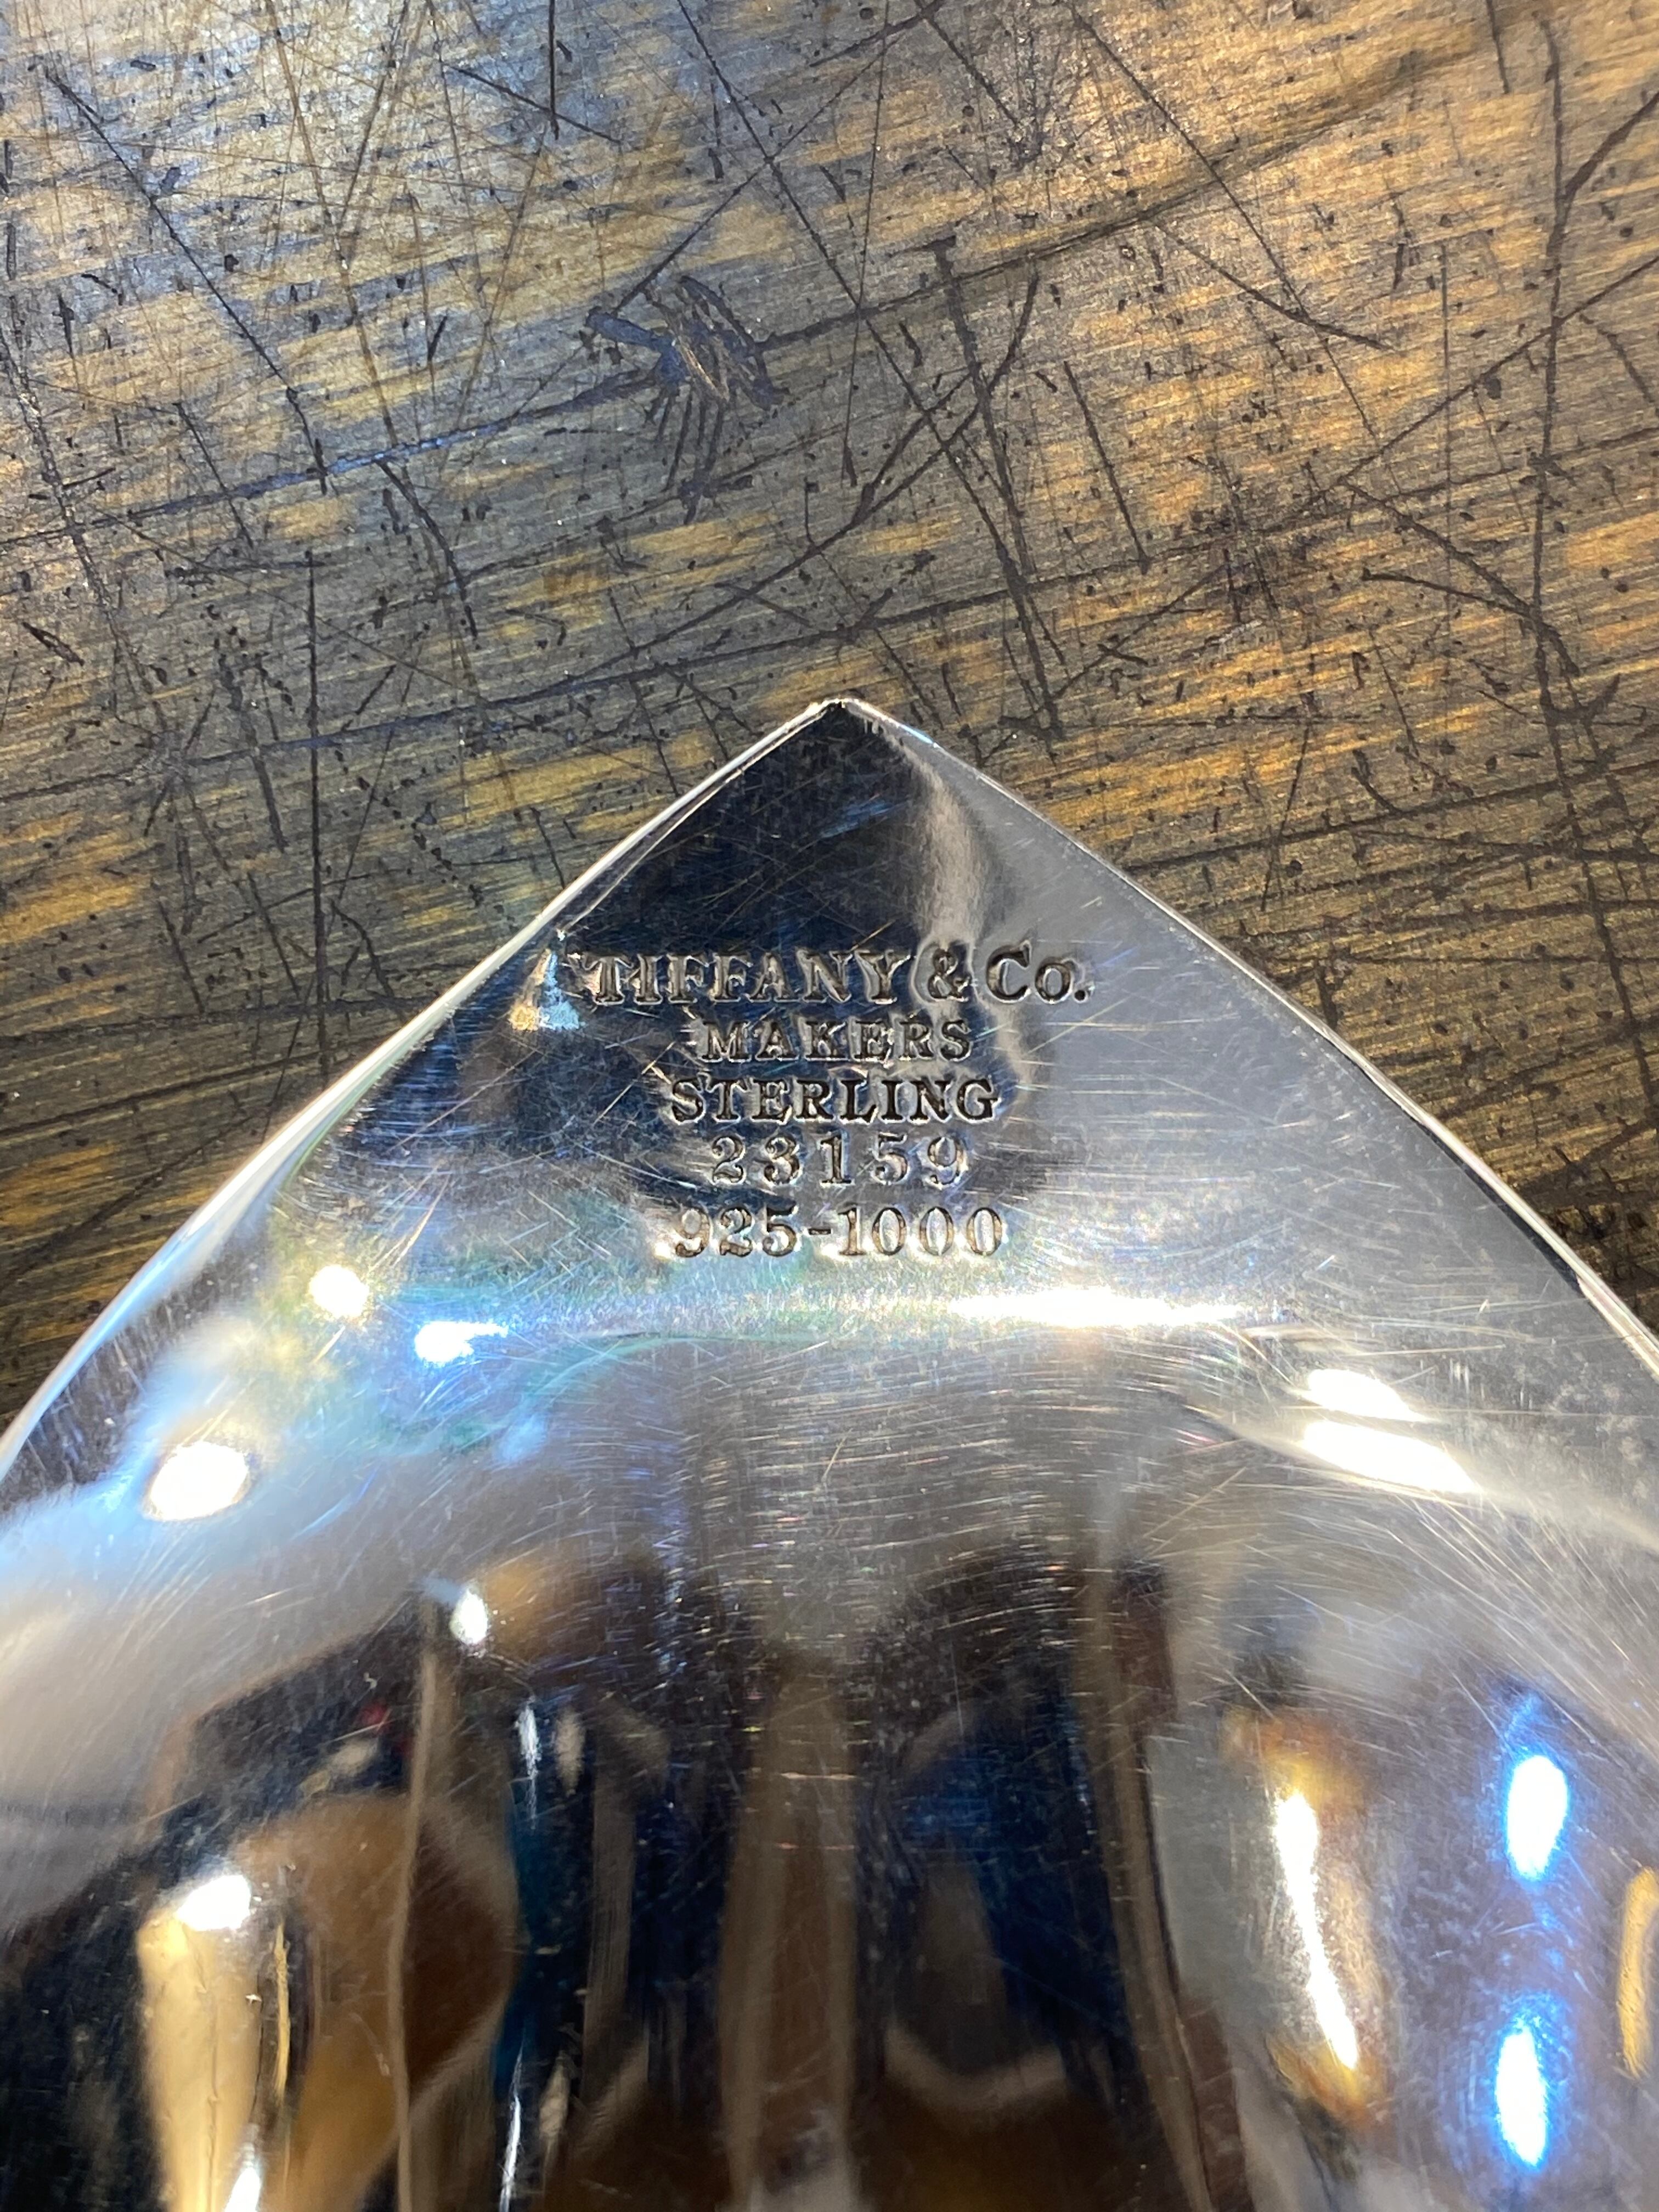 TIFFANY & Co.
MAKERS
STERLING
23159
925-1000